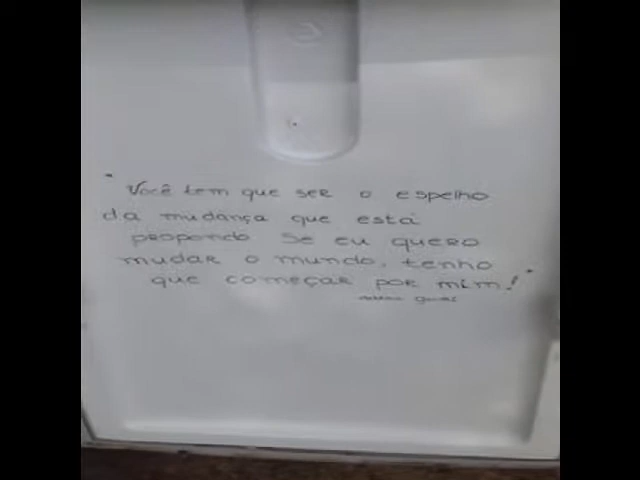 "Você tem que ser o espelho
da mudança que está
propondo se eu quero
mudar o mundo, tenho
que começar por mim!"